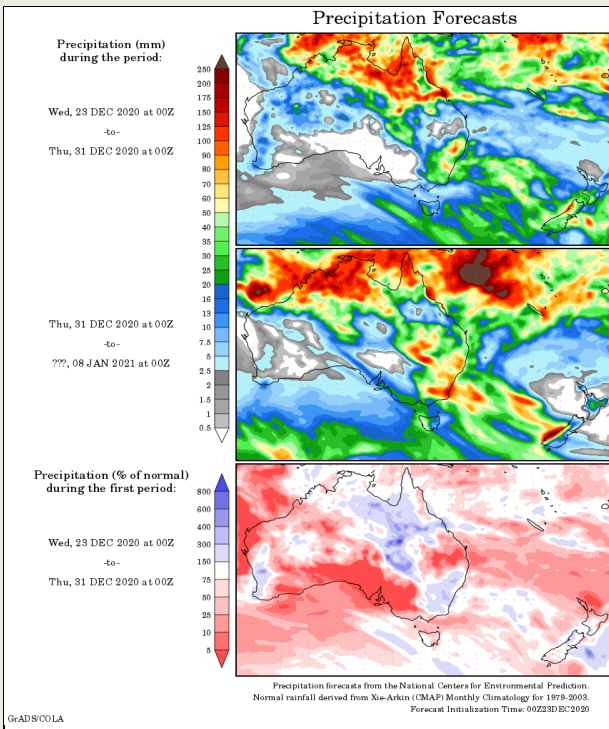 Precipitation Forecasts
Precipitation (mm)
during the period:
Wed, 23 DEC 2020 at 00Z
-to-
Thu, 31 DEC 2020 at 00Z
250
200
175
150
125
100
90
80
70
60
50
40
35
30
25
20
16
13
10
7.5
5
2.5
2
1.5
1
0.5
Thu, 31 DEC 2020 at 00Z
-to-
???, 08 JAN 2021 at 00Z
Precipitation (% of normal)
during the first period:
Wed, 23 DEC 2020 at 00Z
-to-
Thu, 31 DEC 2020 at 00Z
800
600
400
300
150
75
50
25
10
5
Precipitation forecasts from the National Centers for Environmental Prediction.
Normal rainfall derived from Xie-Arkin (CMAP) Monthly Climatology for 1979-2003.
Forecast Initialization Time: 00Z23DEC2020
GrADS/COLA